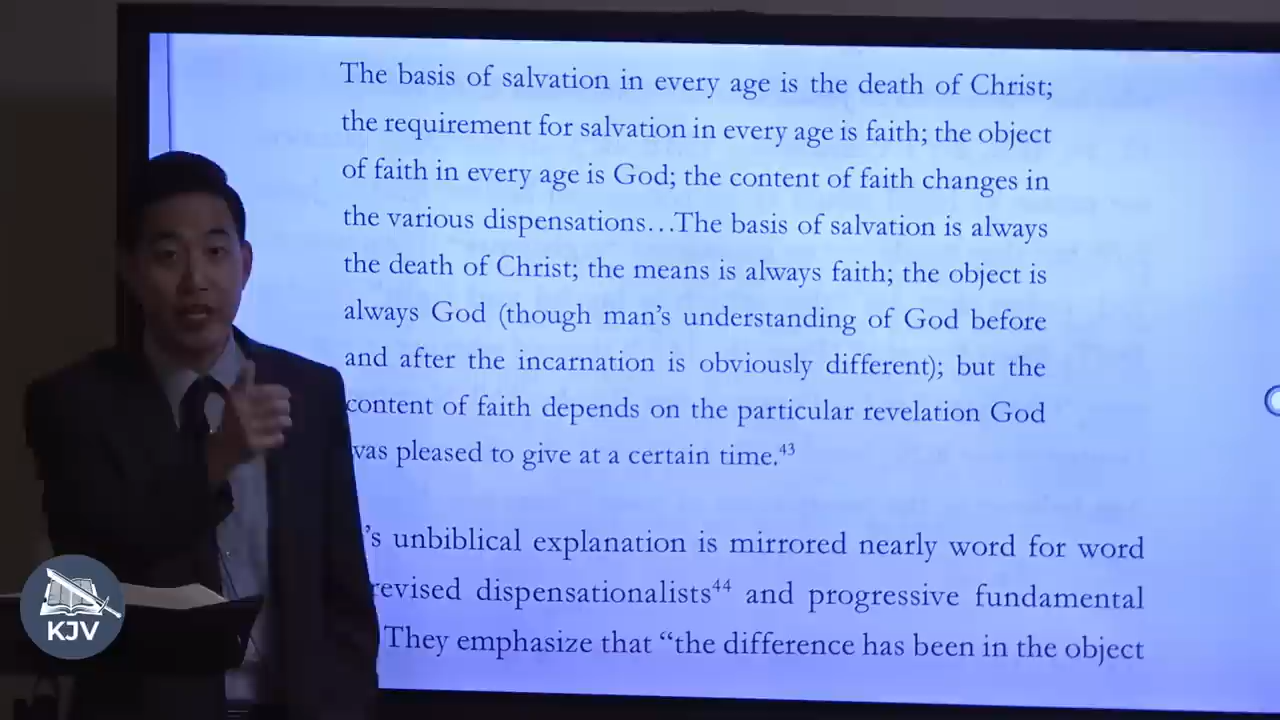 The basis of salvation in every age is the death of Christ;
the requirement for salvation in every age is faith; the object
of faith in every age is God; the content of faith changes in
the various dispensations…The basis of salvation is always
the death of Christ; the means is always faith; the object is
always God (though man’s understanding of God before
and after the incarnation is obviously different); but the
content of faith depends on the particular revelation God
was pleased to give at a certain time.43
’s unbiblical explanation is mirrored nearly word for word
revised dispensationalists44 and progressive fundamental
They emphasize that “the difference has been in the object
KJV